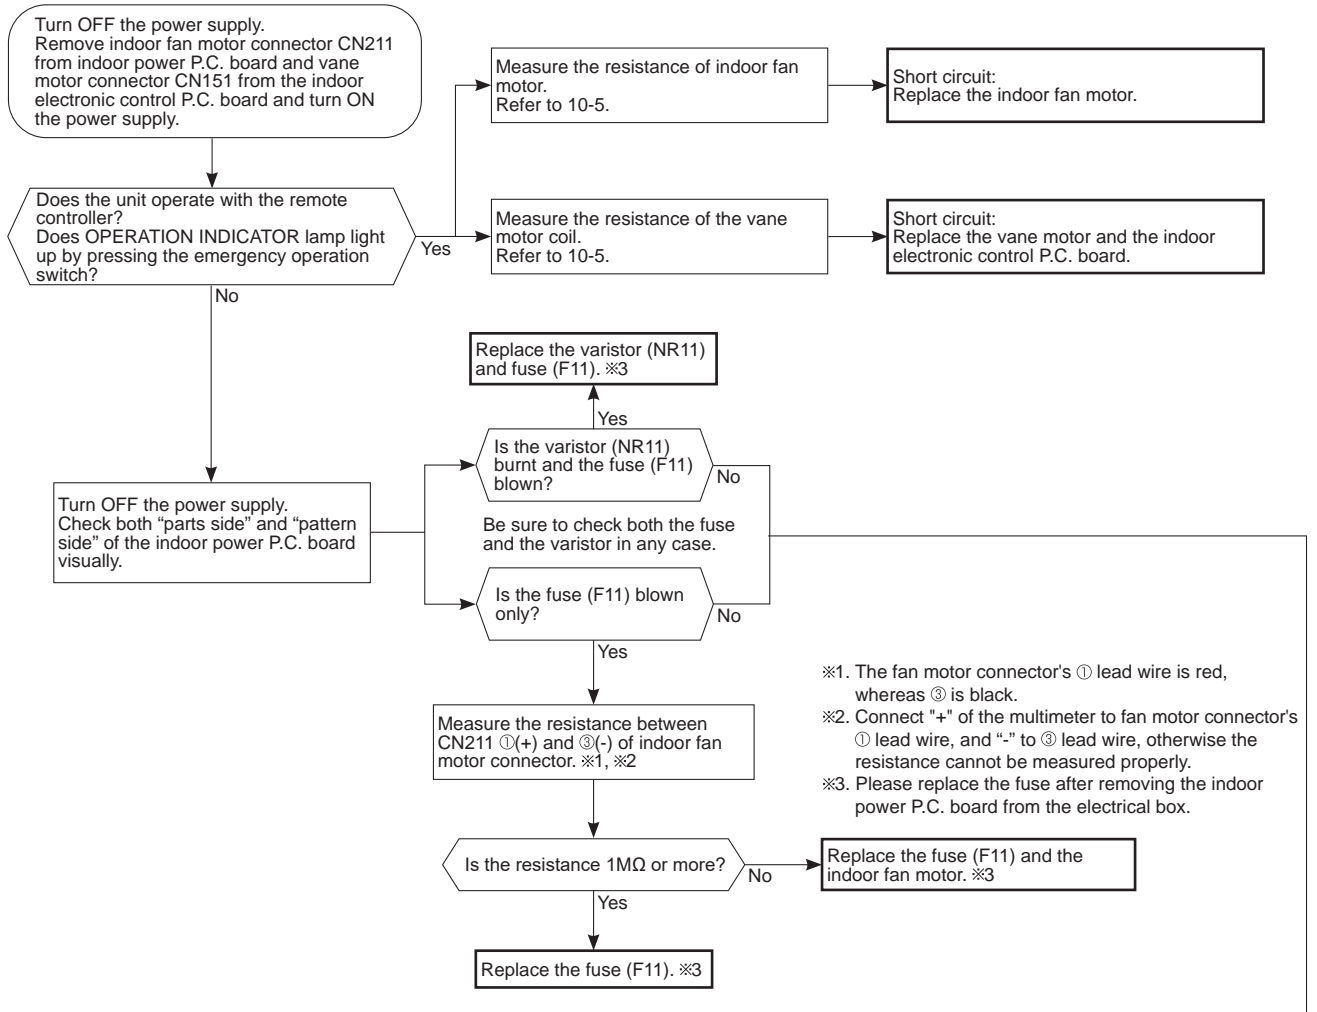 Turn OFF the power supply.
Remove indoor fan motor connector CN211
from indoor power P.C. board and vane
motor connector CN151 from the indoor
electronic control P.C. board and turn ON
the power supply.
Measure the resistance of indoor fan
motor.
Refer to 10-5.
Short circuit:
Replace the indoor fan motor.
Does the unit operate with the remote
controller?
Does OPERATION INDICATOR lamp light
up by pressing the emergency operation
switch?
Yes
Measure the resistance of the vane
motor coil.
Refer to 10-5.
Short circuit:
Replace the vane motor and the indoor
electronic control P.C. board.
No
Replace the varistor (NR11)
and fuse (F11). ※3
Yes
Is the varistor (NR11)
burnt and the fuse (F11)
blown?
No
Turn OFF the power supply.
Check both “parts side” and “pattern
side” of the indoor power P.C. board
visually.
Be sure to check both the fuse
and the varistor in any case.
Is the fuse (F11) blown
only?
No
Yes
※1. The fan motor connector's ① lead wire is red,
whereas ③ is black.
※2. Connect "+" of the multimeter to fan motor connector's
① lead wire, and “-” to ③ lead wire, otherwise the
resistance cannot be measured properly.
※3. Please replace the fuse after removing the indoor
power P.C. board from the electrical box.
Measure the resistance between
CN211 ①(+) and ③(-) of indoor fan
motor connector. ※1, ※2
Is the resistance 1MΩ or more?
No
Replace the fuse (F11) and the
indoor fan motor. ※3
Yes
Replace the fuse (F11). ※3